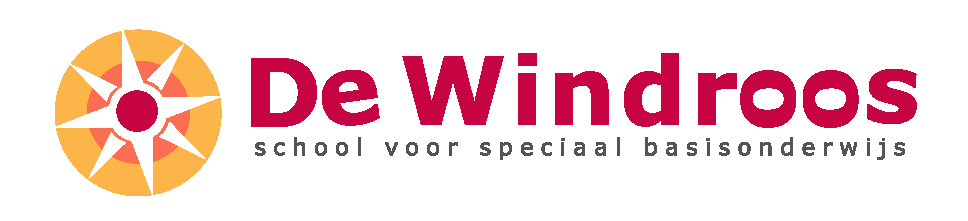 De Windroos
school voor speciaal basisonderwijs